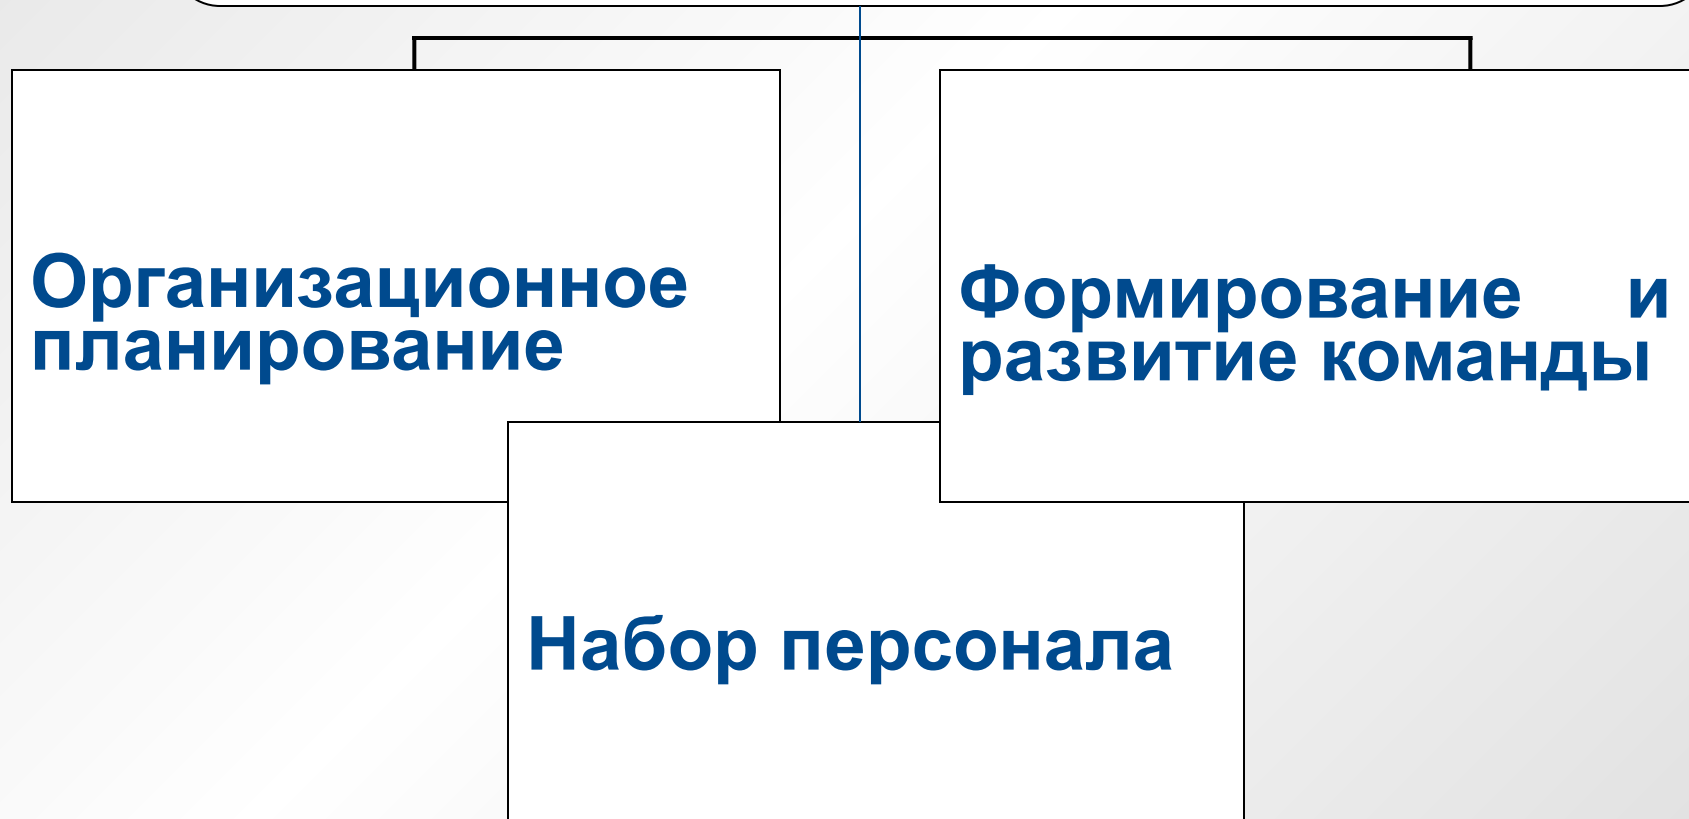 Организационное
планирование
Формирование и
развитие команды
Набор персонала